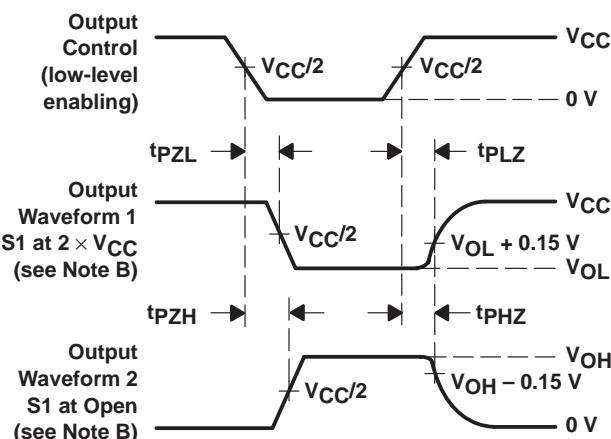 Output
Control
(low-level
enabling)
VCC/2
VCC/2
VCC
0 V
tPZL
tPLZ
Output
Waveform 1
S1 at 2 × VCC
(see Note B)
VCC/2
VCC
VOL + 0.15 V
VOL
tPZH
tPHZ
Output
Waveform 2
S1 at Open
(see Note B)
VCC/2
VOH
VOH – 0.15 V
0 V